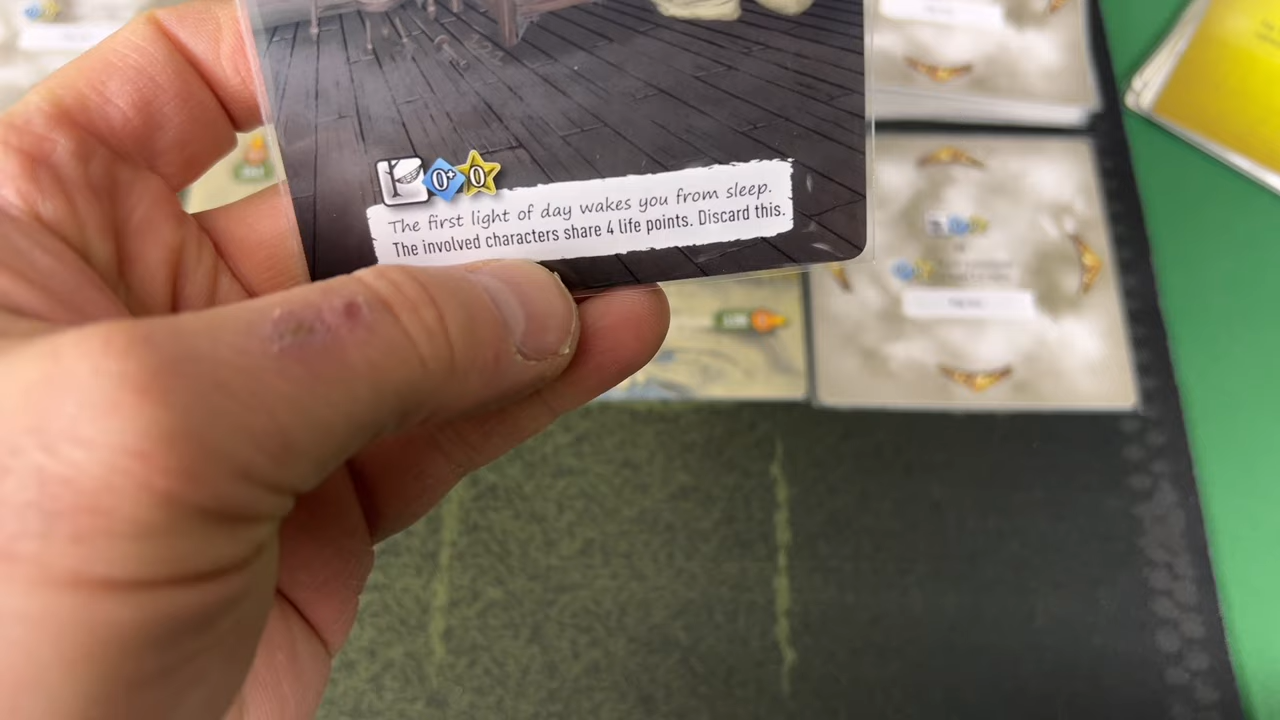 0+ 0
The first light of day wakes you from sleep.
The involved characters share 4 life points. Discard this.